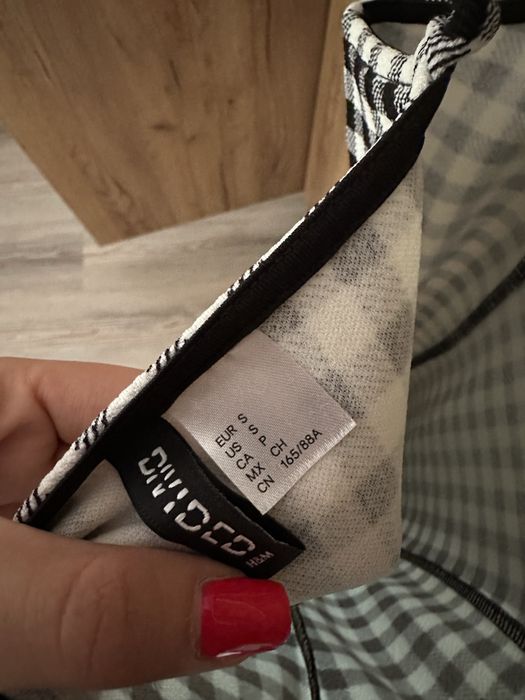 EUR S
US S
CA P
MX CH
CN 165/88A
DIVIDED
H&M